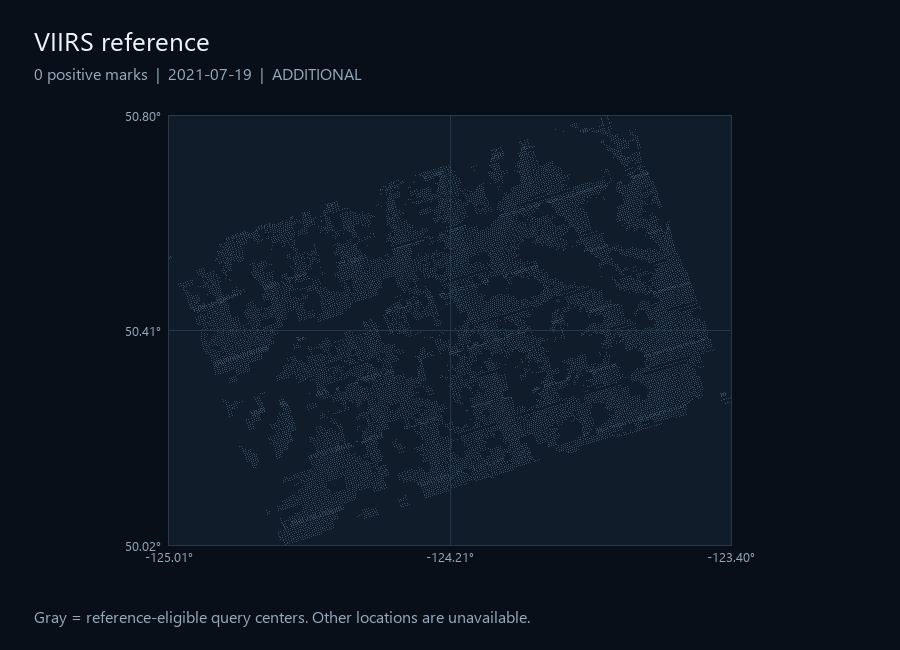 VIIRS reference
0 positive marks | 2021-07-19 | ADDITIONAL
50.80°
50.41°
50.02°
-125.01°
-124.21°
-123.40°
Gray = reference-eligible query centers. Other locations are unavailable.